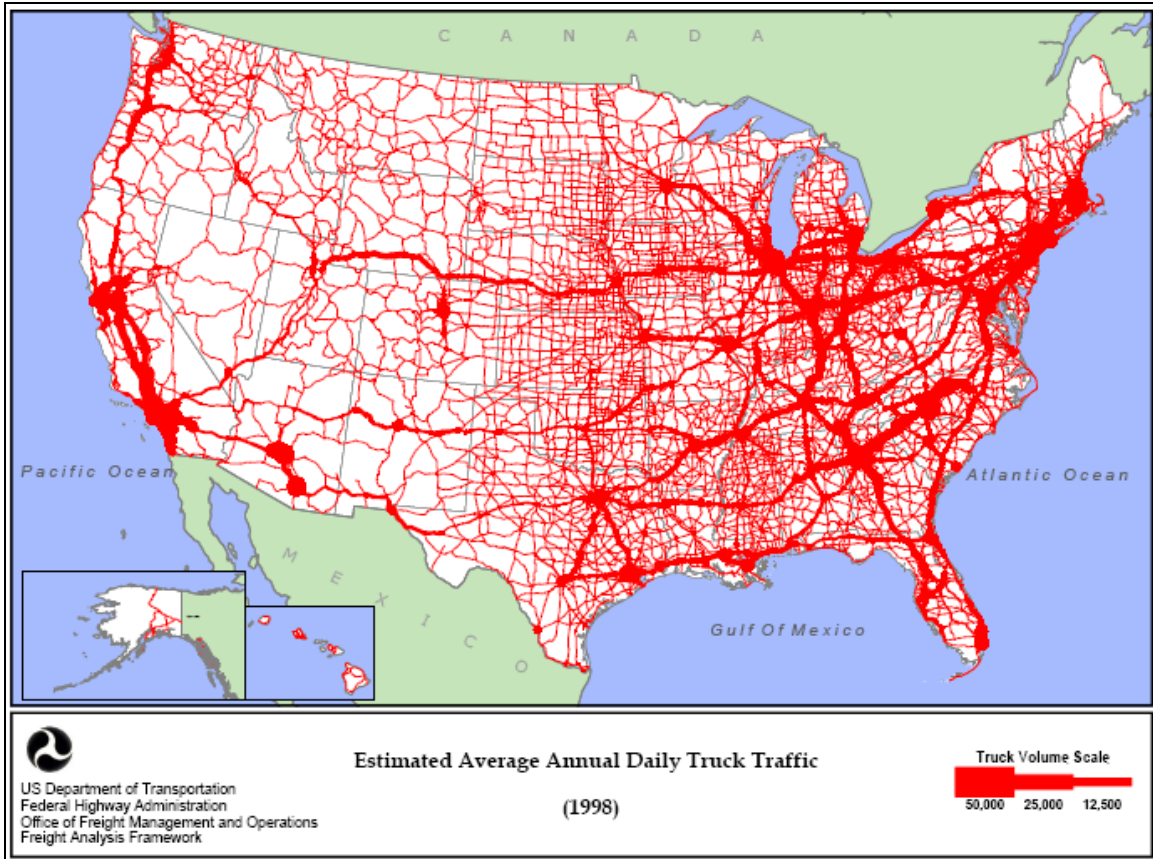 C A N A D A
Pacific Ocean
Atlantic Ocean
M E X I C O
Gulf Of Mexico
Estimated Average Annual Daily Truck Traffic
(1998)
US Department of Transportation
Federal Highway Administration
Office of Freight Management and Operations
Freight Analysis Framework
Truck Volume Scale
50,000 25,000 12,500